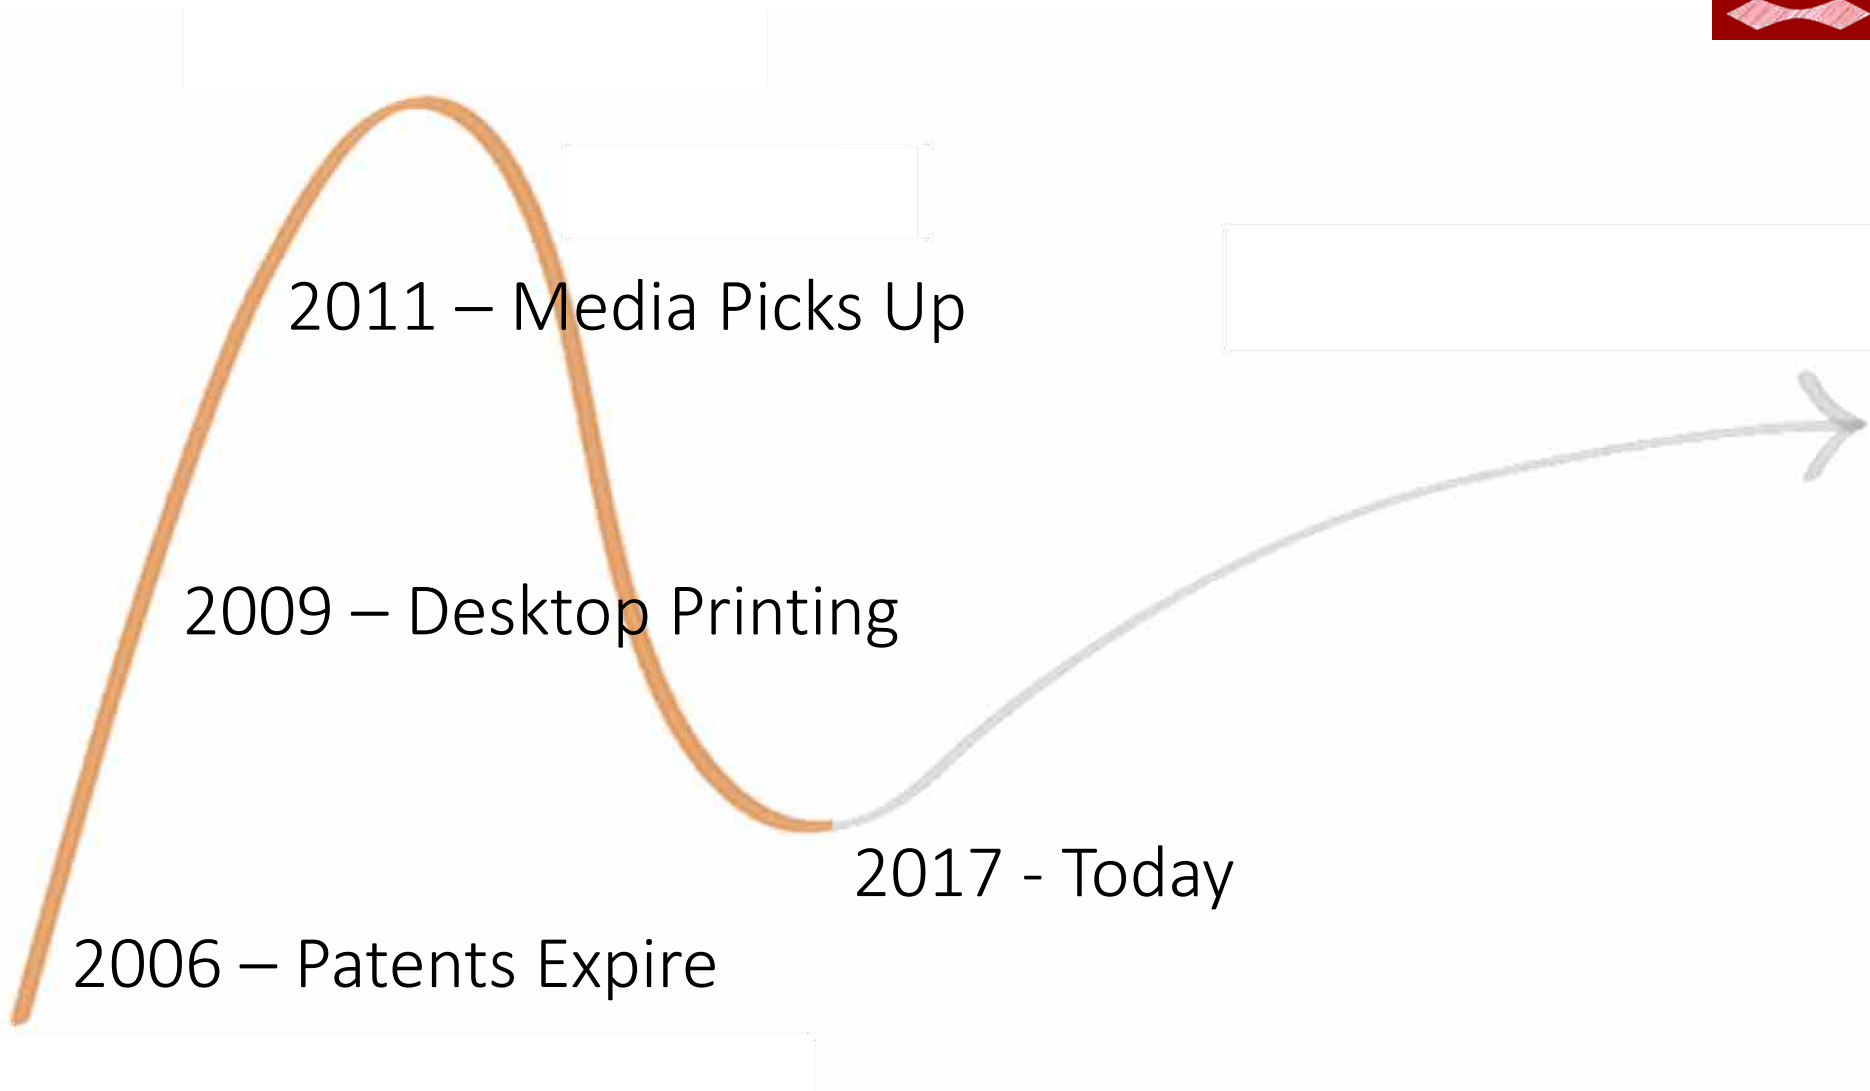 2011 – Media Picks Up
2009 – Desktop Printing
2017 - Today
2006 – Patents Expire